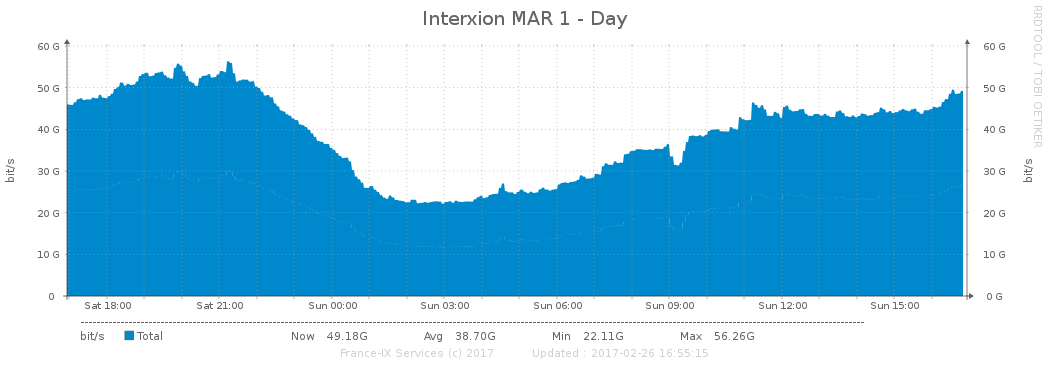 Interxion MAR 1 - Day
RRDTOOL / TOBI OETIKER
60 G 60 G
50 G 50 G
40 G 40 G
30 G 30 G
20 G 20 G
10 G 10 G
0 0 G
bit/s bit/s
Sat 18:00 Sat 21:00 Sun 00:00 Sun 03:00 Sun 06:00 Sun 09:00 Sun 12:00 Sun 15:00
bit/s Total Now 49.18G Avg 38.70G Min 22.11G Max 56.26G
France-IX Services (c) 2017 Updated : 2017-02-26 16:55:15